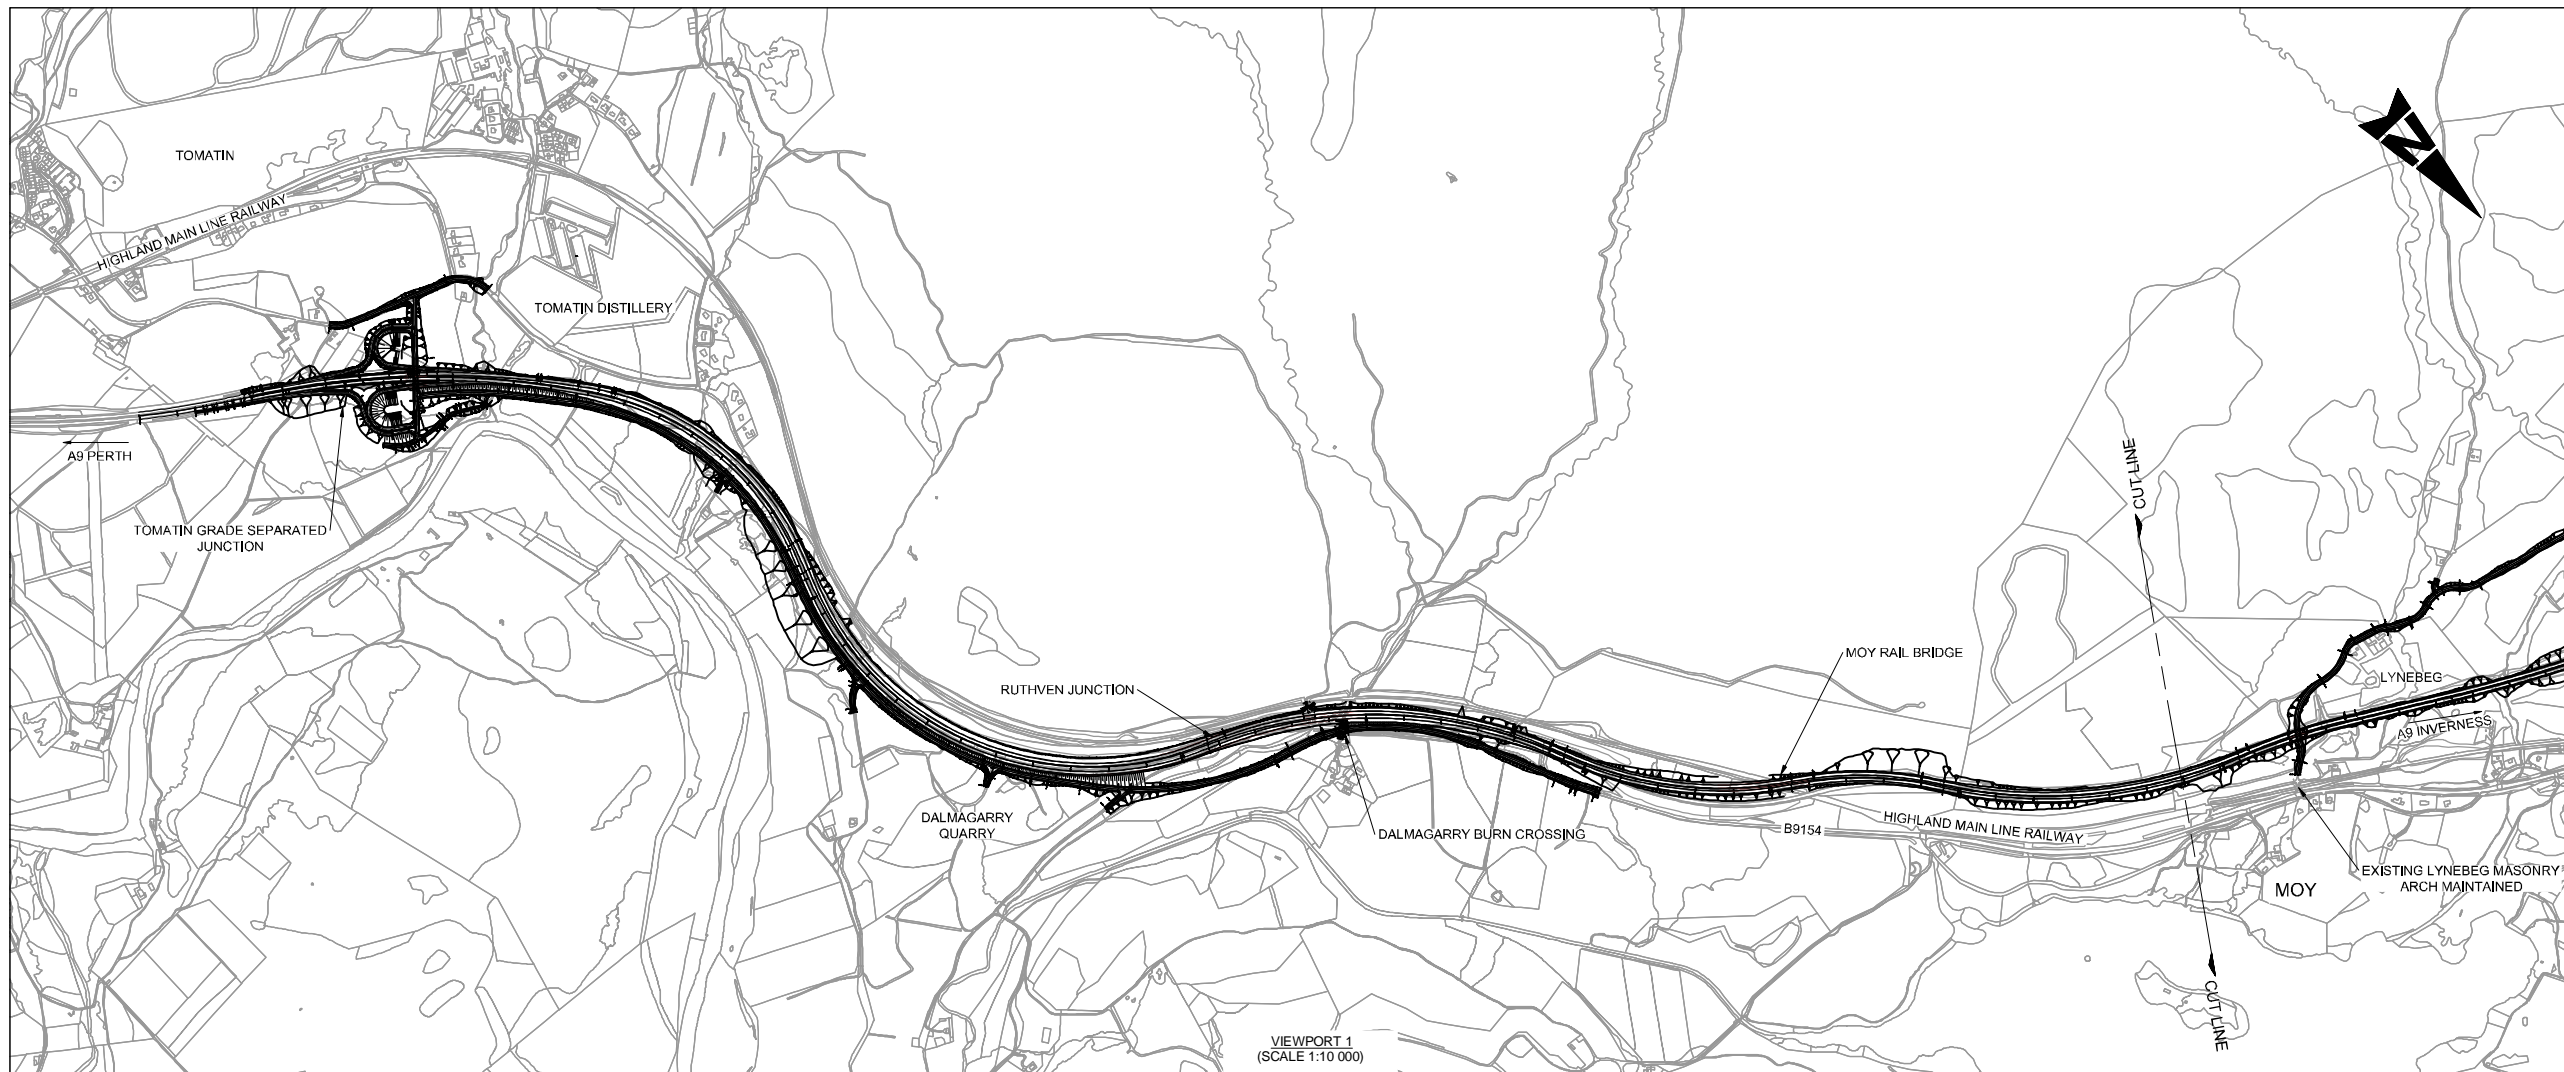 TOMATIN
HIGHLAND MAIN LINE RAILWAY
N
TOMATIN DISTILLERY
A9 PERTH
TOMATIN GRADE SEPARATED
JUNCTION
CUT LINE
MOY RAIL BRIDGE
RUTHVEN JUNCTION
LYNEBEG
A9 INVERNESS
DALMAGARRY
QUARRY
DALMAGARRY BURN CROSSING
B9154
HIGHLAND MAIN LINE RAILWAY
EXISTING LYNEBEG MASONRY
ARCH MAINTAINED
MOY
CUT LINE
VIEWPORT 1
(SCALE 1:10 000)